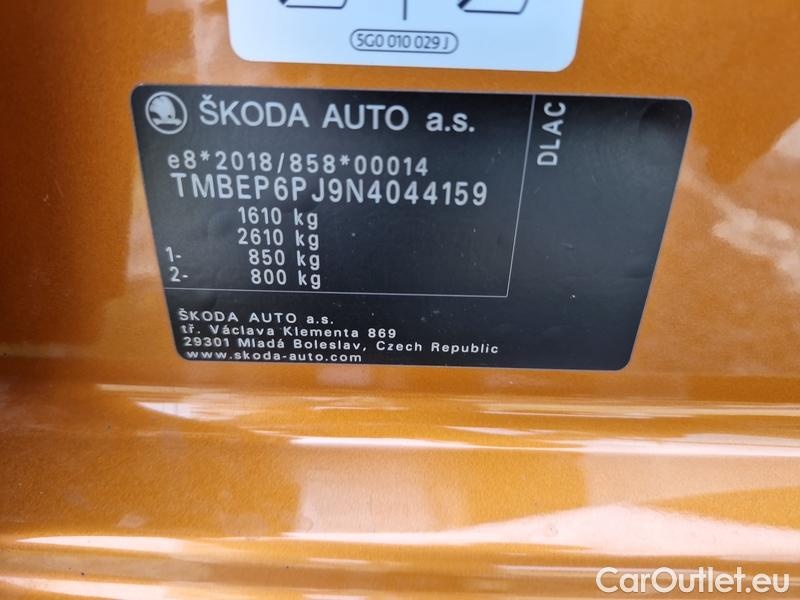 5G0 010 029 J
ŠKODA AUTO a.s.
DLAC
e8*2018/858*00014
TMBEP6PJ9N4044159
1610 kg
2610 kg
1- 850 kg
2- 800 kg
ŠKODA AUTO a.s.
tř. Václava Klementa 869
29301 Mladá Boleslav, Czech Republic
www.skoda-auto.com
CarOutlet.eu